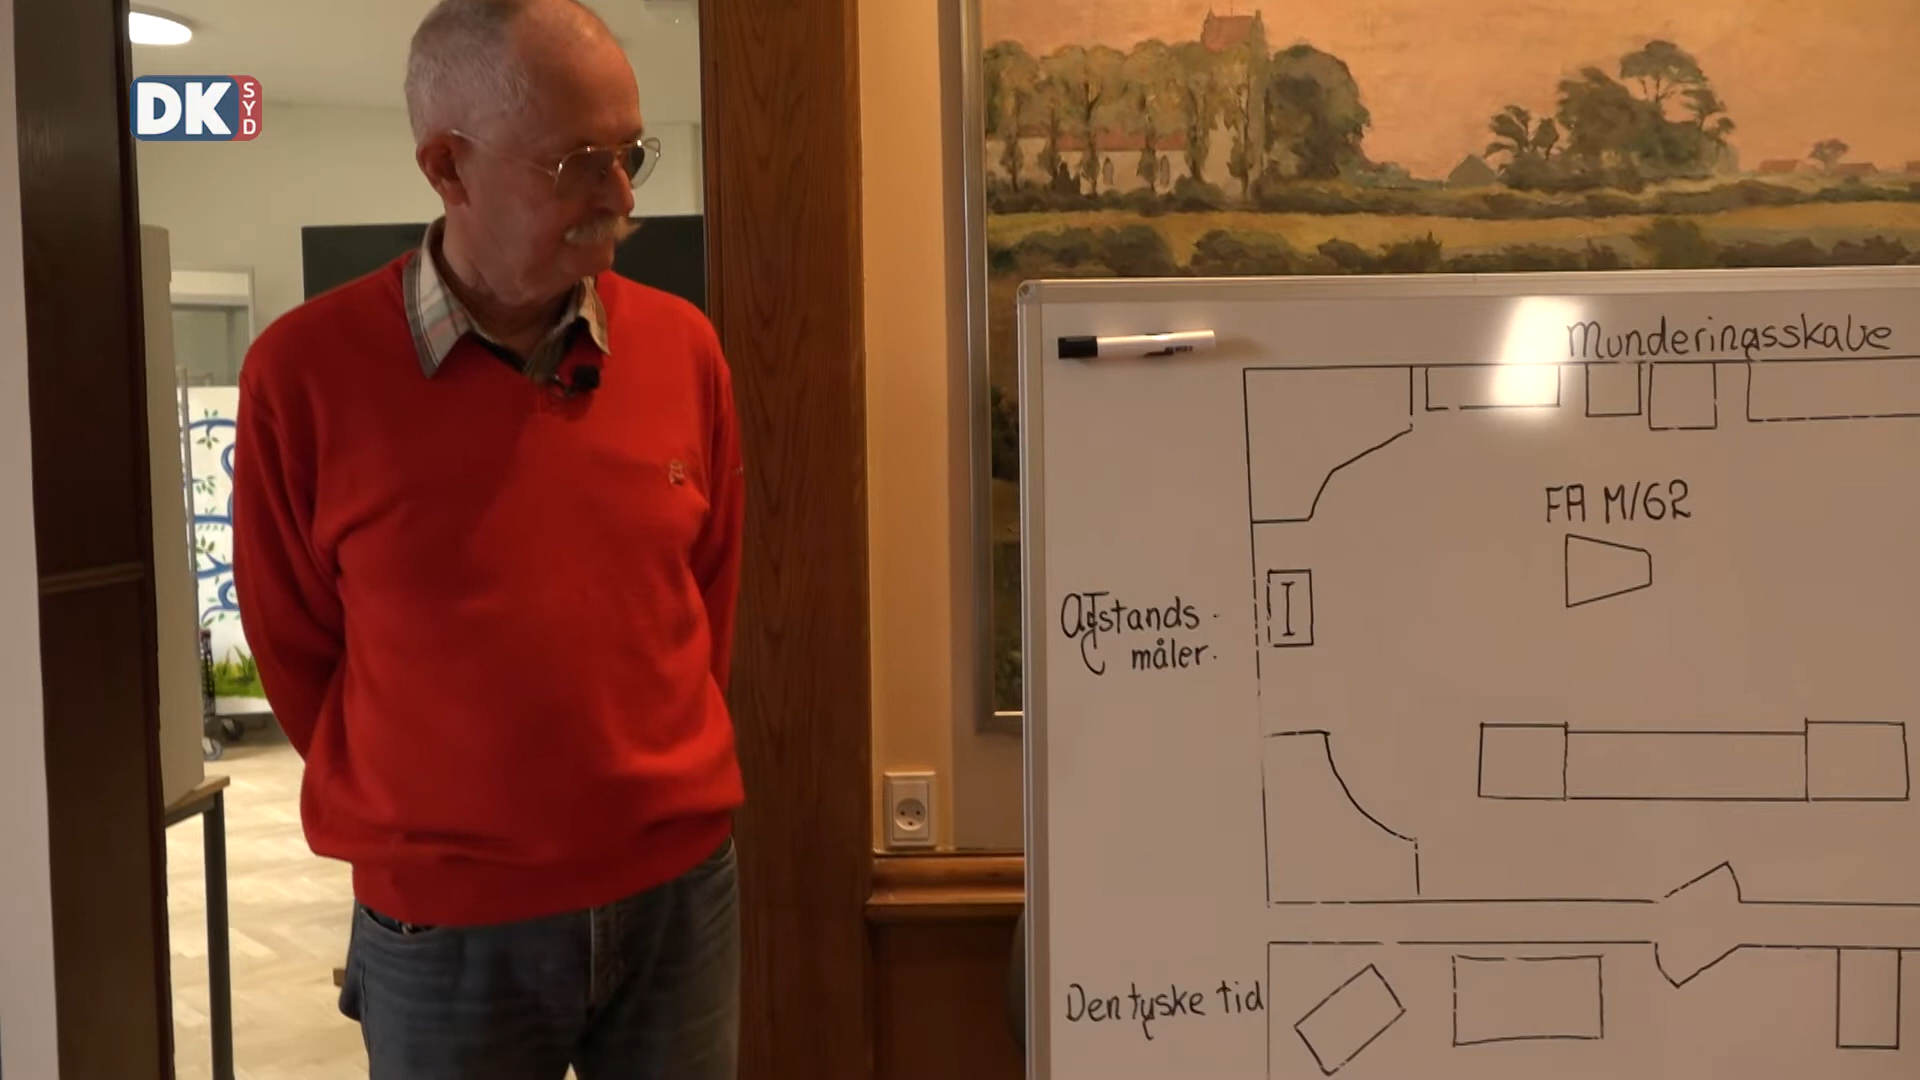 DK
SYD
Munderingsskabe
FA M/62
I
Afstands-
måler.
Den tyske tid